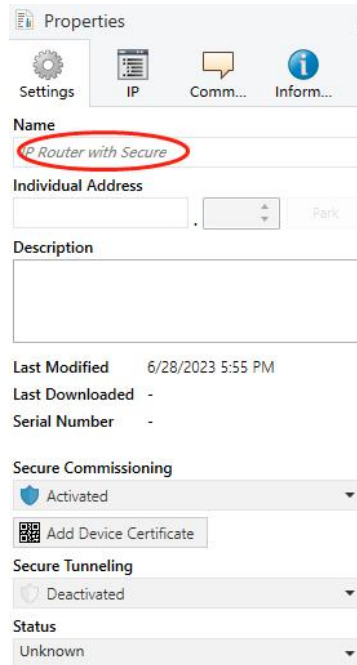 Properties
Settings IP Comm... Inform...
Name
IP Router with Secure
Individual Address
. Park
Description
Last Modified 6/28/2023 5:55 PM
Last Downloaded -
Serial Number -
Secure Commissioning
Activated
Add Device Certificate
Secure Tunneling
Deactivated
Status
Unknown